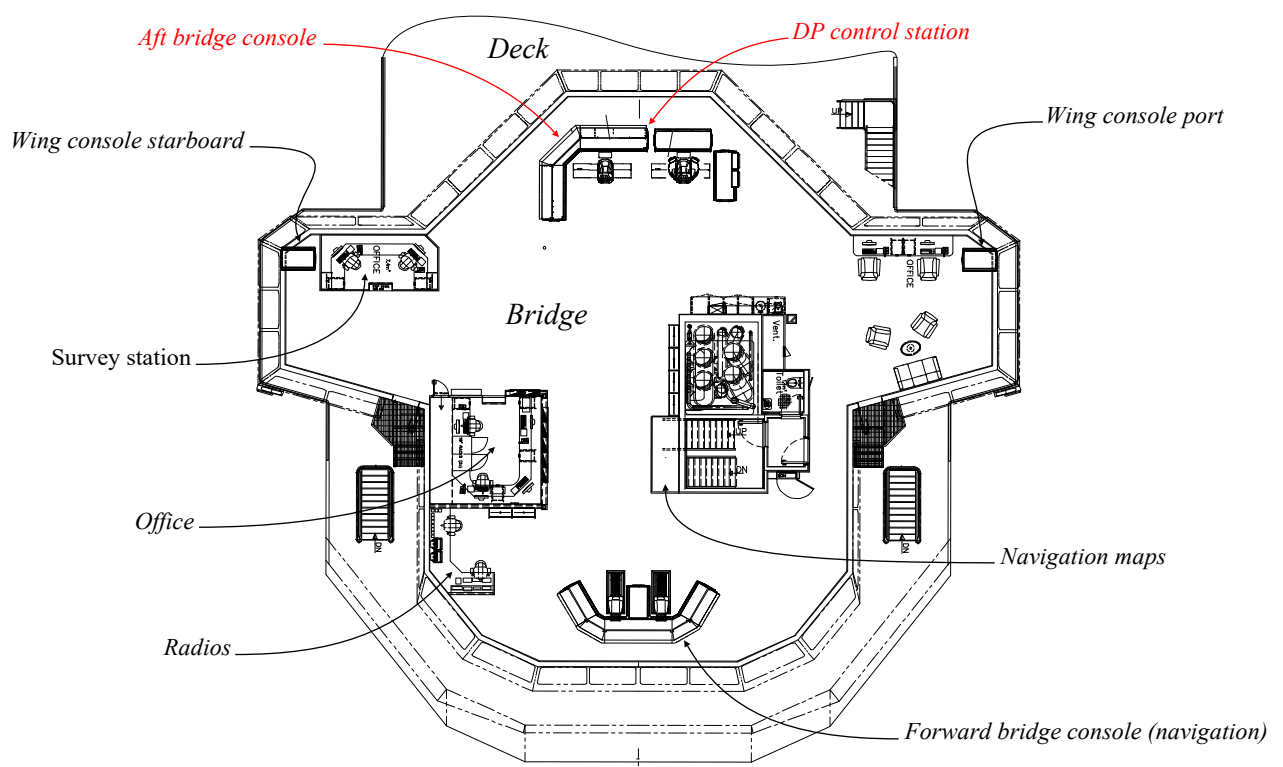 Aft bridge console
Deck
DP control station
UP
Wing console starboard
Wing console port
OFFICE
OFFICE
Bridge
Vent.
Survey station
Toilet
UP
DN
Office
DN
DN
Navigation maps
Radios
Forward bridge console (navigation)